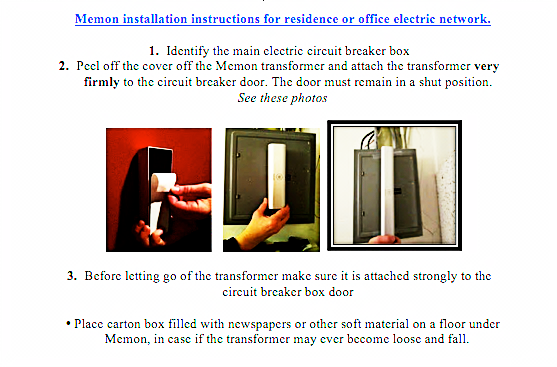 Memon installation instructions for residence or office electric network.
1. Identify the main electric circuit breaker box
2. Peel off the cover off the Memon transformer and attach the transformer very
firmly to the circuit breaker door. The door must remain in a shut position.
See these photos
3. Before letting go of the transformer make sure it is attached strongly to the
circuit breaker box door
• Place carton box filled with newspapers or other soft material on a floor under
Memon, in case if the transformer may ever become loose and fall.